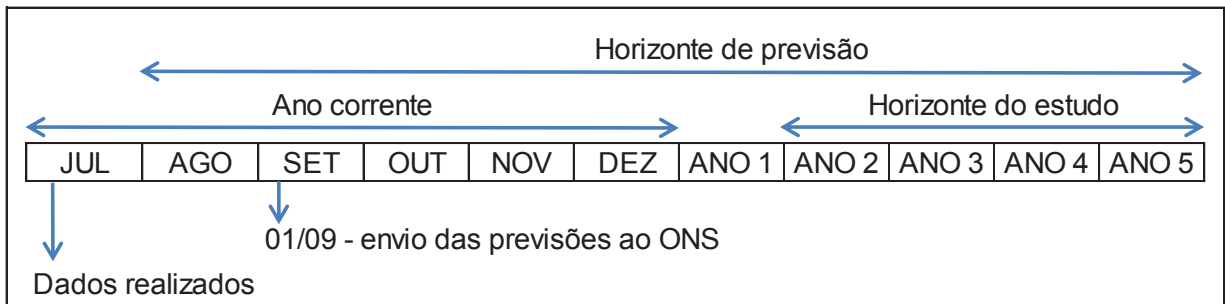 Horizonte de previsão
Ano corrente
Horizonte do estudo
JUL AGO SET OUT NOV DEZ ANO 1 ANO 2 ANO 3 ANO 4 ANO 5
01/09 - envio das previsões ao ONS
Dados realizados